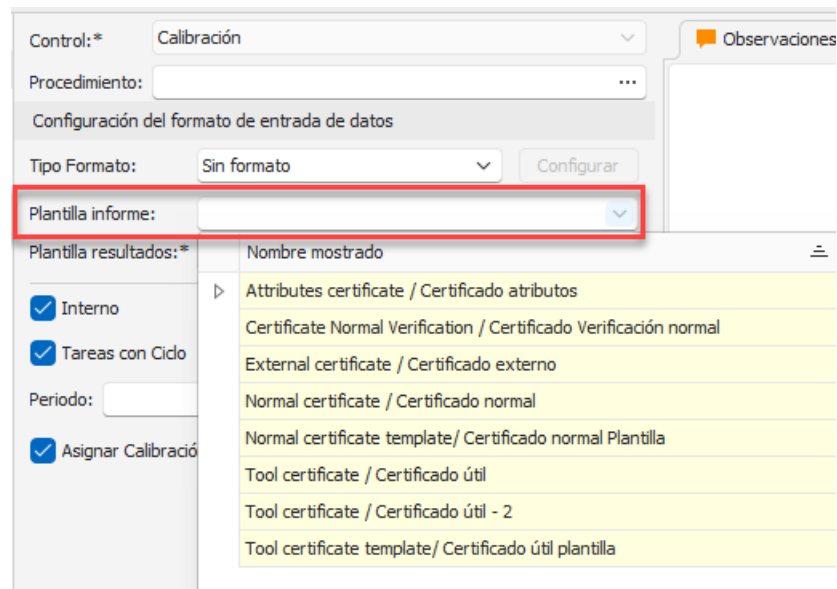 Control:* Calibración
Observaciones
Procedimiento: ...
Configuración del formato de entrada de datos
Tipo Formato: Sin formato Configurar
Plantilla informe:
Plantilla resultados:* Nombre mostrado
Attributes certificate / Certificado atributos
Interno
Certificate Normal Verification / Certificado Verificación normal
Tareas con Ciclo
External certificate / Certificado externo
Periodo:
Normal certificate / Certificado normal
Asignar Calibració
Normal certificate template/ Certificado normal Plantilla
Tool certificate / Certificado útil
Tool certificate / Certificado útil - 2
Tool certificate template/ Certificado útil plantilla